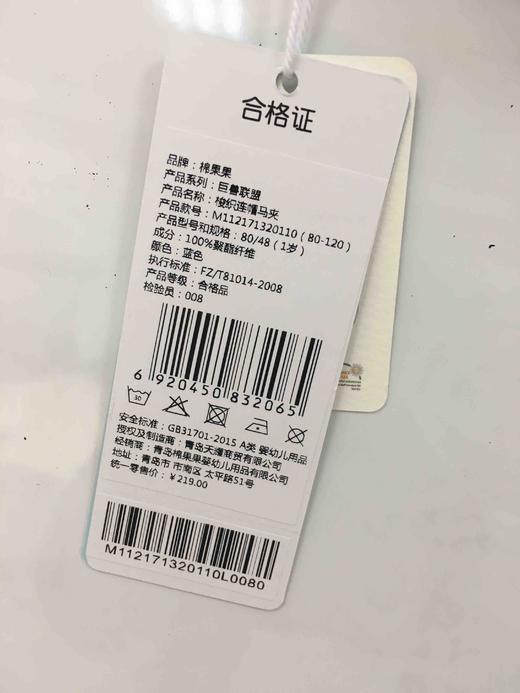 合格证
品牌：棉果果
产品系列：巨兽联盟
产品名称：梭织连帽马夹
产品款号：M112171320110（80-120）
产品型号和规格：80/48（1岁）
成分：100%聚酯纤维
颜色：蓝色
执行标准：FZ/T81014-2008
产品等级：合格品
检验员：008
6 920450 832065
30
安全标准：GB31701-2015 A类 婴幼儿用品
授权及制造商：青岛天瀧商贸有限公司
经销商：青岛棉果果婴幼儿用品有限公司
地址：青岛市 市南区 太平路51号
统一零售价：￥219.00
M112171320110L0080